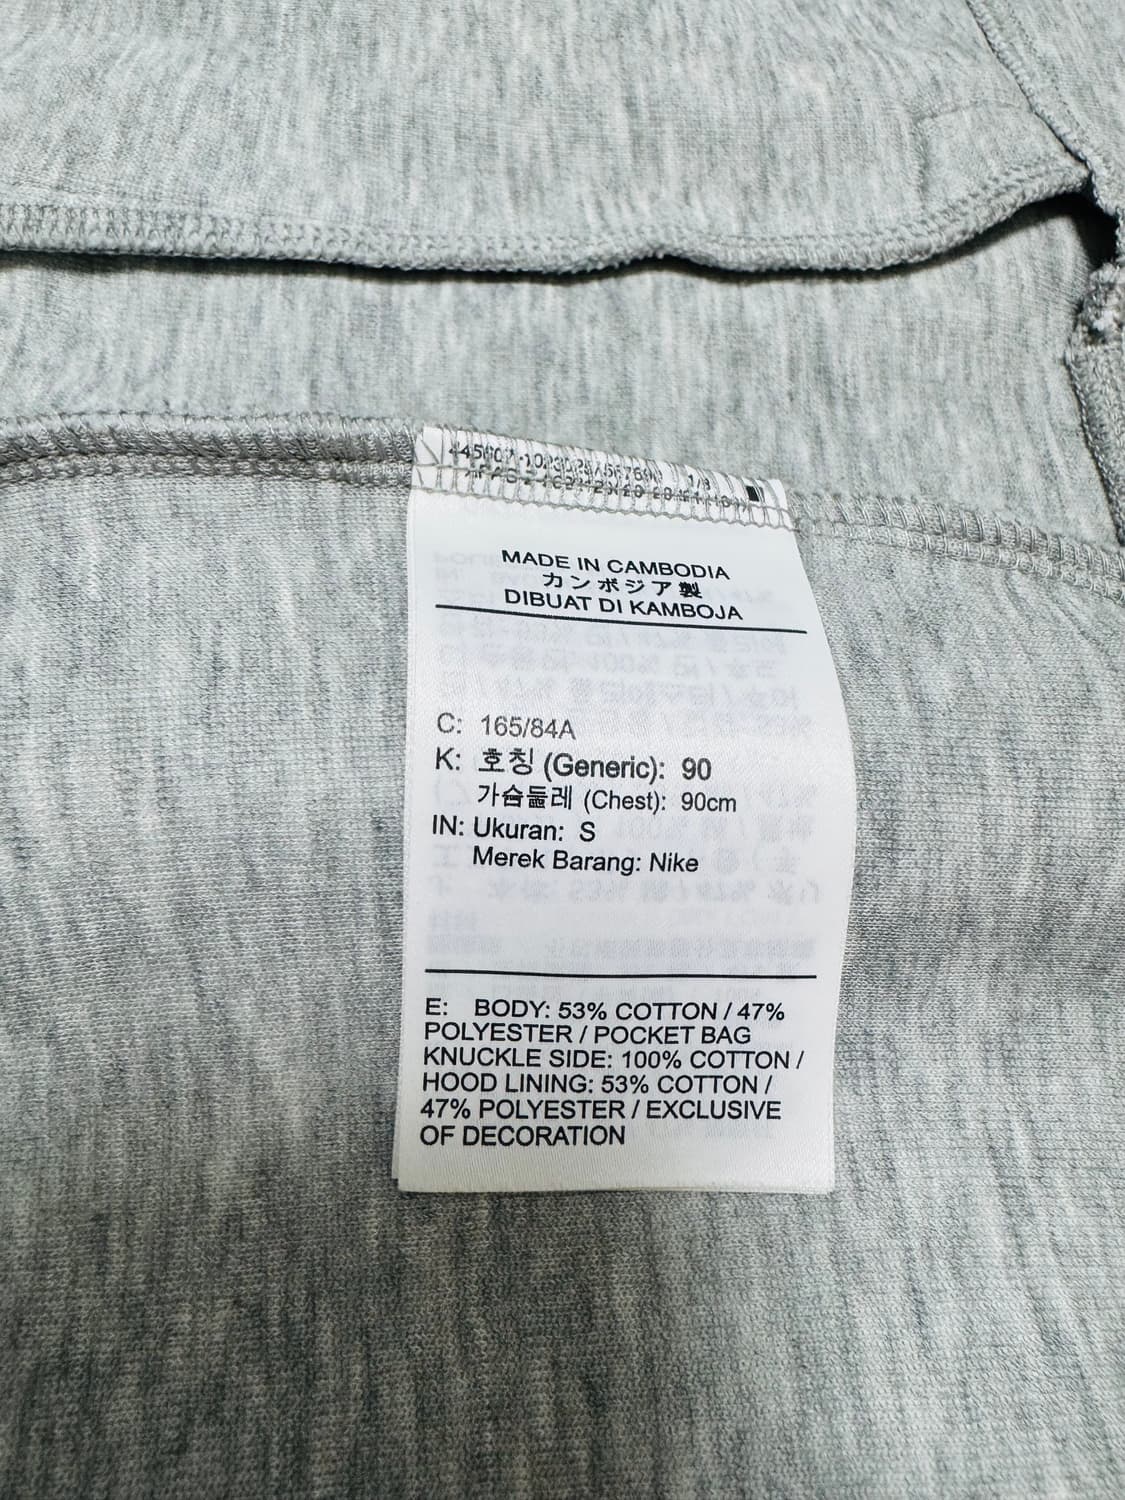 MADE IN CAMBODIA
カンボジア製
DIBUAT DI KAMBOJA
C: 165/84A
K: 호칭 (Generic): 90
가슴둘레 (Chest): 90cm
IN: Ukuran: S
Merek Barang: Nike
E: BODY: 53% COTTON / 47%
POLYESTER / POCKET BAG
KNUCKLE SIDE: 100% COTTON /
HOOD LINING: 53% COTTON /
47% POLYESTER / EXCLUSIVE
OF DECORATION